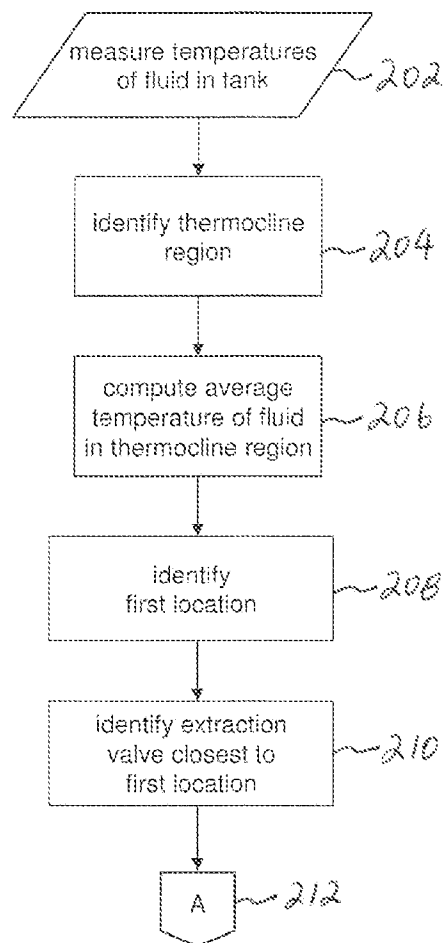 measure temperatures
of fluid in tank
202
identify thermocline
region
204
compute average
temperature of fluid
in thermocline region
206
identify
first location
208
identify extraction
valve closest to
first location
210
A
212